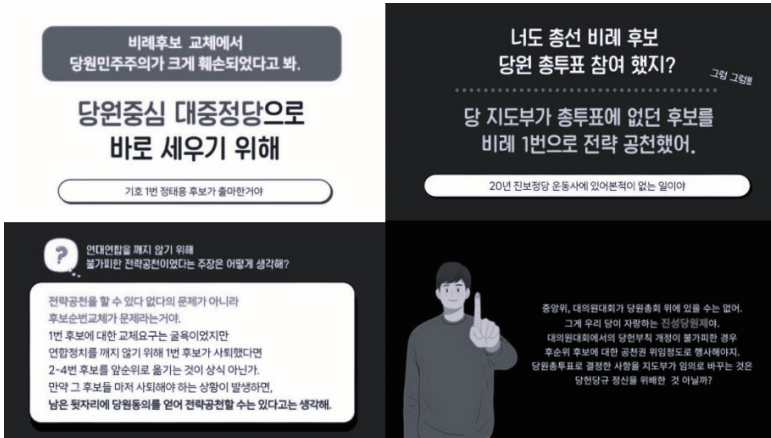 비례후보 교체에서
당원민주주의가 크게 훼손되었다고 봐.
당원중심 대중정당으로
바로 세우기 위해
기호 1번 정태흥 후보가 출마한거야
너도 총선 비례 후보
당원 총투표 참여 했지?
그럼 그럼!!
당 지도부가 총투표에 없던 후보를
비례 1번으로 전략 공천했어.
20년 진보정당 운동사에 있어본적이 없는 일이야
?
연대연합을 깨지 않기 위해
불가피한 전략공천이었다는 주장은 어떻게 생각해?
전략공천을 할 수 있다 없다의 문제가 아니라
후보순번교체가 문제라는거야.
1번 후보에 대한 교체요구는 굴욕이었지만
연합정치를 깨지 않기 위해 1번 후보가 사퇴했다면
2~4번 후보를 앞순위로 옮기는 것이 상식 아닌가.
만약 그 후보들 마저 사퇴해야 하는 상황이 발생하면,
남은 뒷자리에 당원동의를 얻어 전략공천할 수는 있다고는 생각해.
중앙위, 대의원대회가 당원총회 위에 있을 수는 없어.
그게 우리 당이 자랑하는 진성당원제야.
대의원대회에서의 당헌부칙 개정이 불가피한 경우
후순위 후보에 대한 공천권 위임정도로 행사해야지.
당원총투표로 결정한 사항을 지도부가 임의로 바꾸는 것은
당헌당규 정신을 위배한 것 아닐까?